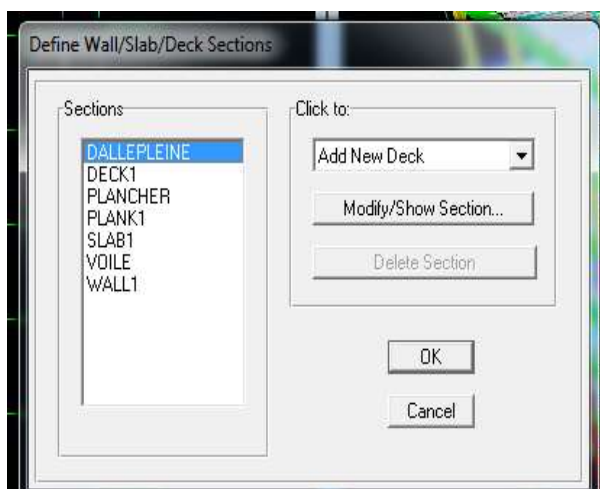 Define Wall/Slab/Deck Sections
Sections
DALLEPLEINE
DECK1
PLANCHER
PLANK1
SLAB1
VOILE
WALL1
Click to:
Add New Deck
Modify/Show Section...
Delete Section
OK
Cancel